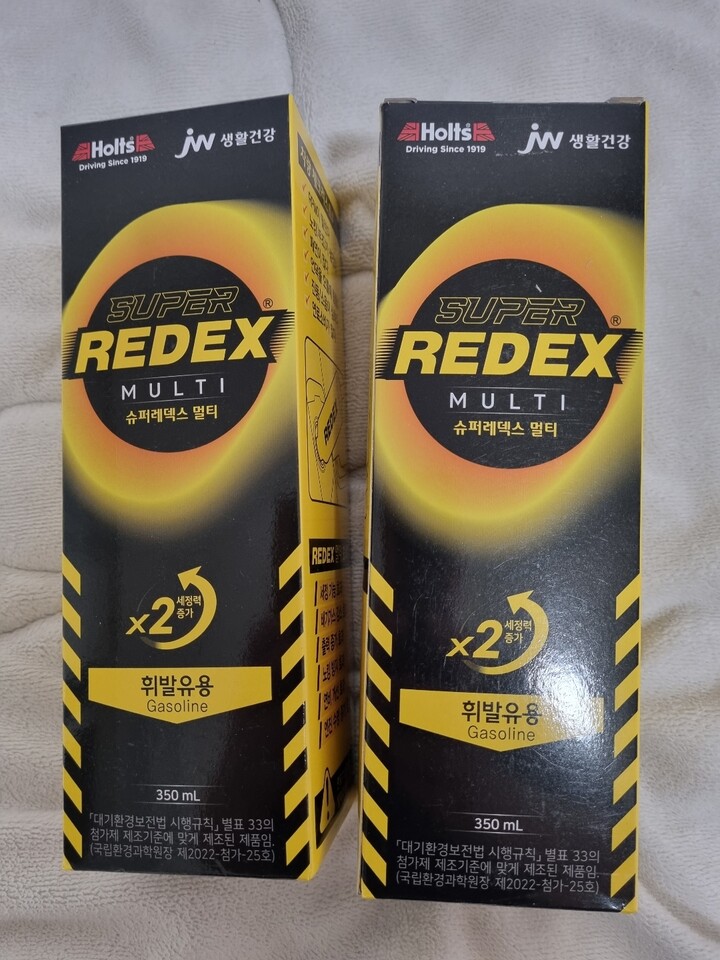 Holts
Driving Since 1919
JW 생활건강
SUPER
REDEX®
MULTI
슈퍼레덱스 멀티
x2 세정력
증가
휘발유용
Gasoline
350 mL
「대기환경보전법 시행규칙」 별표 33의
첨가제 제조기준에 맞게 제조된 제품임.
(국립환경과학원장 제2022-첨가-25호)
REDEX
REDEX
Holts
Driving Since 1919
JW 생활건강
SUPER
REDEX®
MULTI
슈퍼레덱스 멀티
x2 세정력
증가
휘발유용
Gasoline
350 mL
「대기환경보전법 시행규칙」 별표 33의
첨가제 제조기준에 맞게 제조된 제품임.
(국립환경과학원장 제2022-첨가-25호)